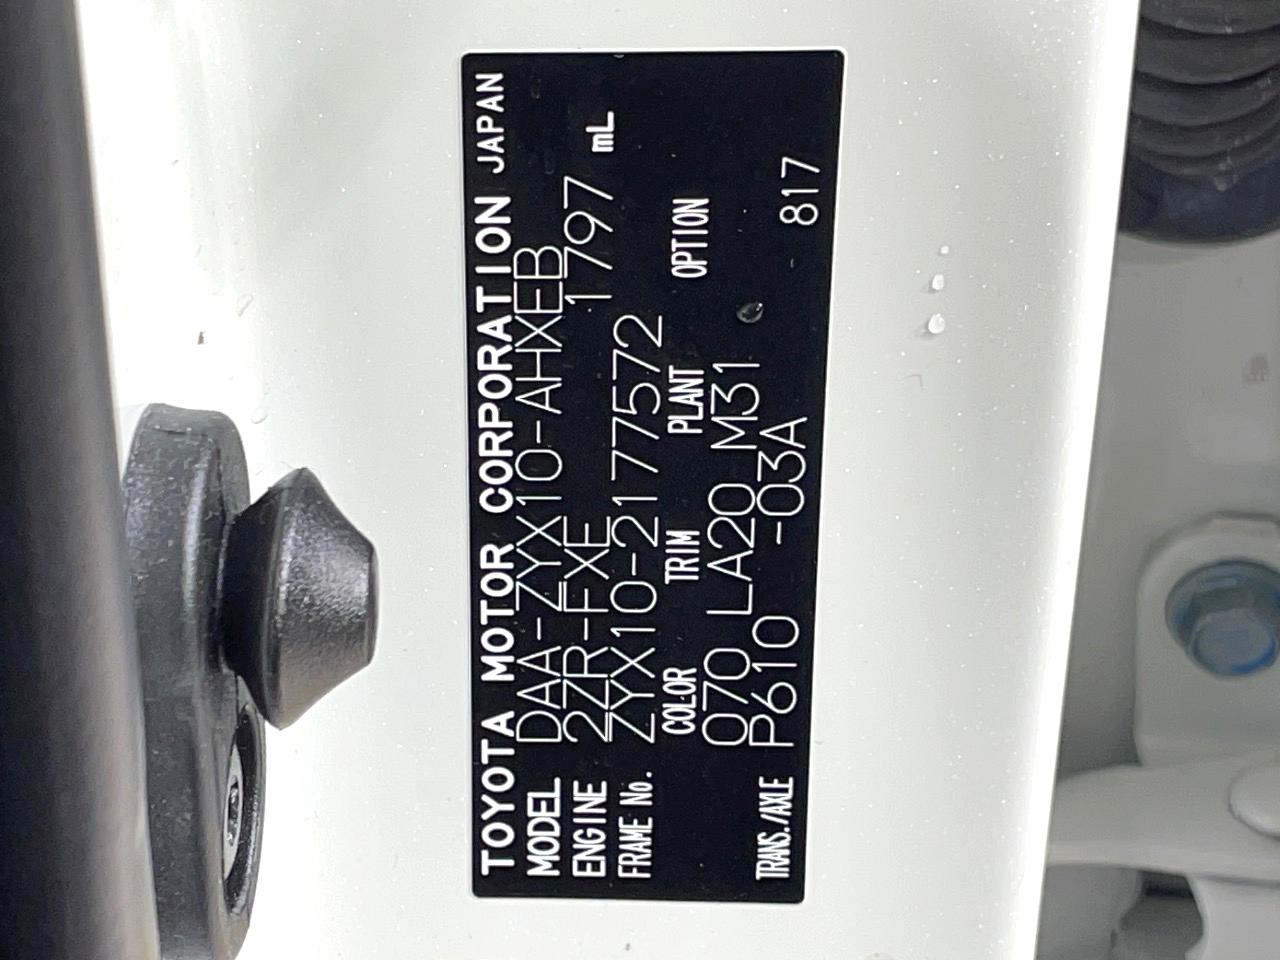 TOYOTA MOTOR CORPORATION JAPAN
MODEL DAA-ZYX10-AHXEB
ENGINE 2ZR-FXE 1797 mL
FRAME No. ZYX10-2177572
COLOR TRIM PLANT OPTION
070 LA20 M31
TRANS./AXLE P610 -03A 817